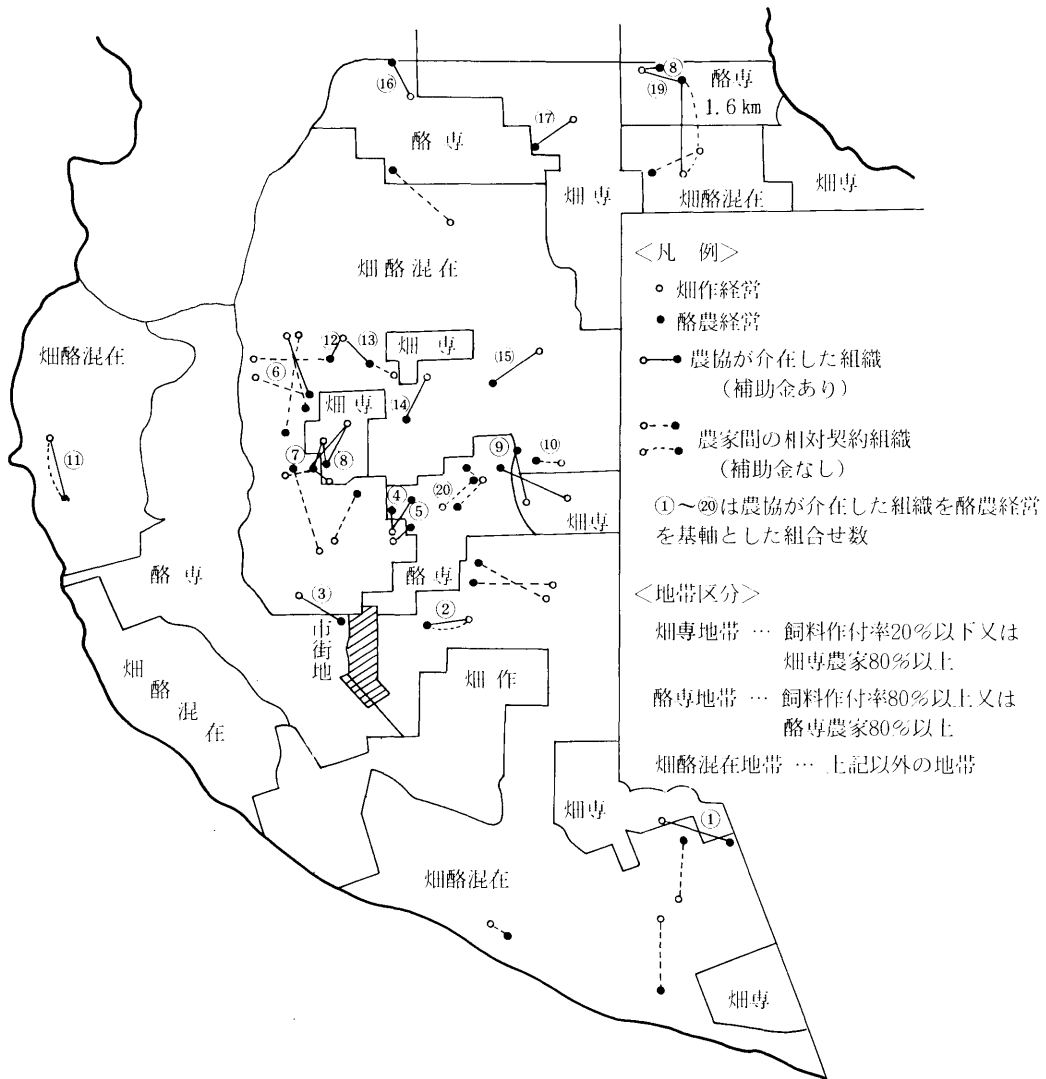 ⑯
⑧
酪専
⑲
1.6km
⑰
酪専
畑専
畑酪混在
畑専
畑酪混在
<凡 例>
畑作経営
酪農経営
農協が介在した組織
(補助金あり)
農家間の相対契約組織
(補助金なし)
①~⑳は農協が介在した組織を酪農経営
を基軸とした組合せ数
<地帯区分>
畑専地帯 … 飼料作付率20%以下又は
畑専農家80%以上
酪専地帯 … 飼料作付率80%以上又は
酪専農家80%以上
畑酪混在地帯 … 上記以外の地帯
畑酪混在
⑫
⑬
畑専
⑮
⑥
畑専
⑭
⑪
⑦
⑧
⑨
⑩
④
⑳
⑤
畑専
酪専
酪専
③
②
市街地
畑作
畑酪混在
畑専
①
畑酪混在
畑専